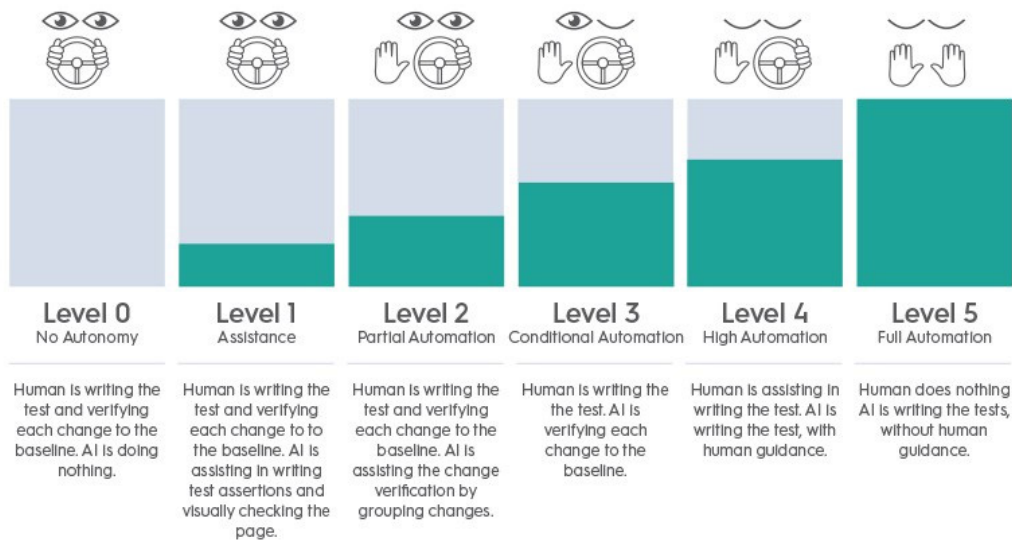 Level 0
No Autonomy
Human is writing the
test and verifying
each change to the
baseline. AI is doing
nothing.
Level 1
Assistance
Human is writing the
test and verifying
each change to to
the baseline. AI is
assisting in writing
test assertions and
visually checking the
page.
Level 2
Partial Automation
Human is writing the
test and verifying
each change to the
baseline. AI is
assisting the change
verification by
grouping changes.
Level 3
Conditional Automation
Human is writing the
the test. AI is
verifying each
change to the
baseline.
Level 4
High Automation
Human is assisting in
writing the test. AI is
writing the test, with
human guidance.
Level 5
Full Automation
Human does nothing
AI is writing the tests,
without human
guidance.